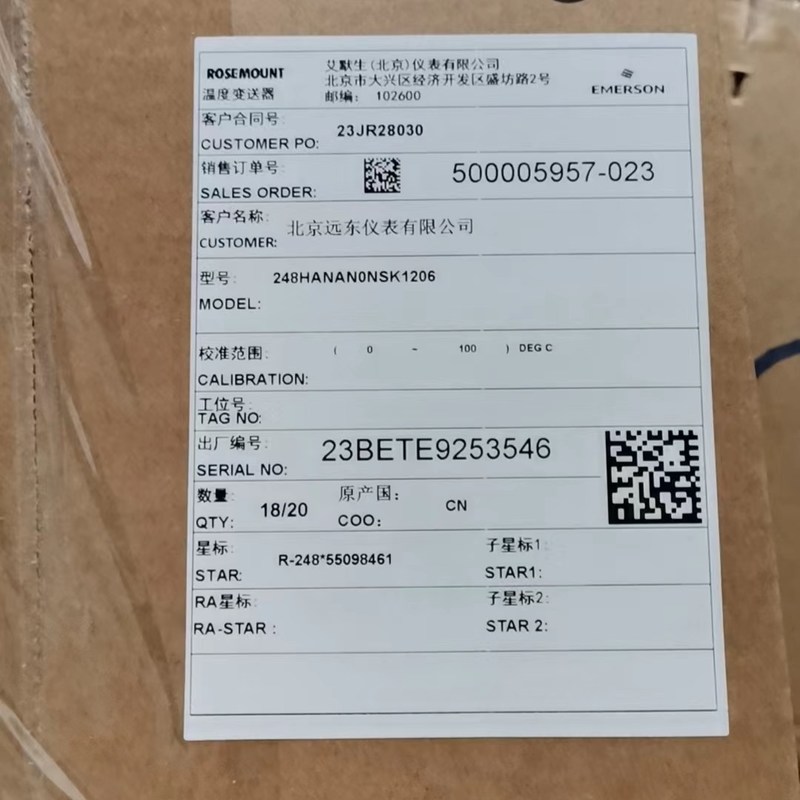 ROSEMOUNT
温度变送器
艾默生(北京)仪表有限公司
北京市大兴区经济开发区盛坊路2号
邮编: 102600
EMERSON
客户合同号
CUSTOMER PO: 23JR28030
销售订单号
SALES ORDER: 500005957-023
客户名称:
CUSTOMER: 北京远东仪表有限公司
型号: 248HANAN0NSK1206
MODEL:
校准范围: ( 0 ~ 100 ) DEG C
CALIBRATION:
工位号:
TAG NO:
出厂编号:
SERIAL NO: 23BETE9253546
数量: 原产国:
QTY: 18/20 COO: CN
星标: 子星标1:
STAR: R-248*55098461 STAR1:
RA星标: 子星标2:
RA-STAR : STAR 2: